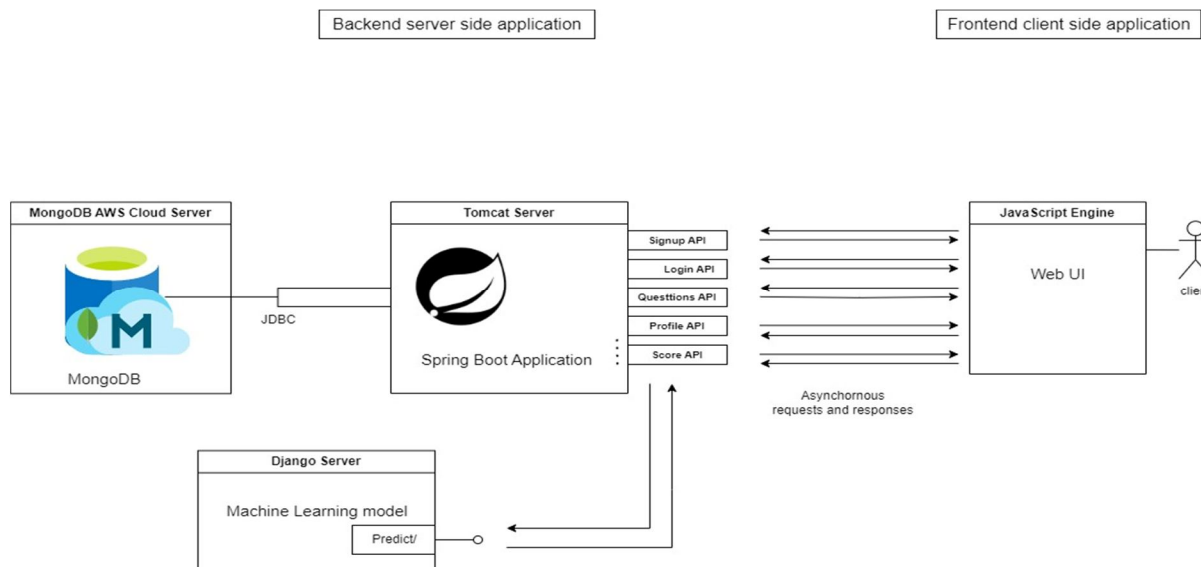 Backend server side application
Frontend client side application
MongoDB AWS Cloud Server
Tomcat Server
JavaScript Engine
Signup API
Login API
Questtions API
Profile API
Score API
Web UI
JDBC
M
MongoDB
Spring Boot Application
Asynchornous
requests and responses
Django Server
Machine Learning model
Predict/